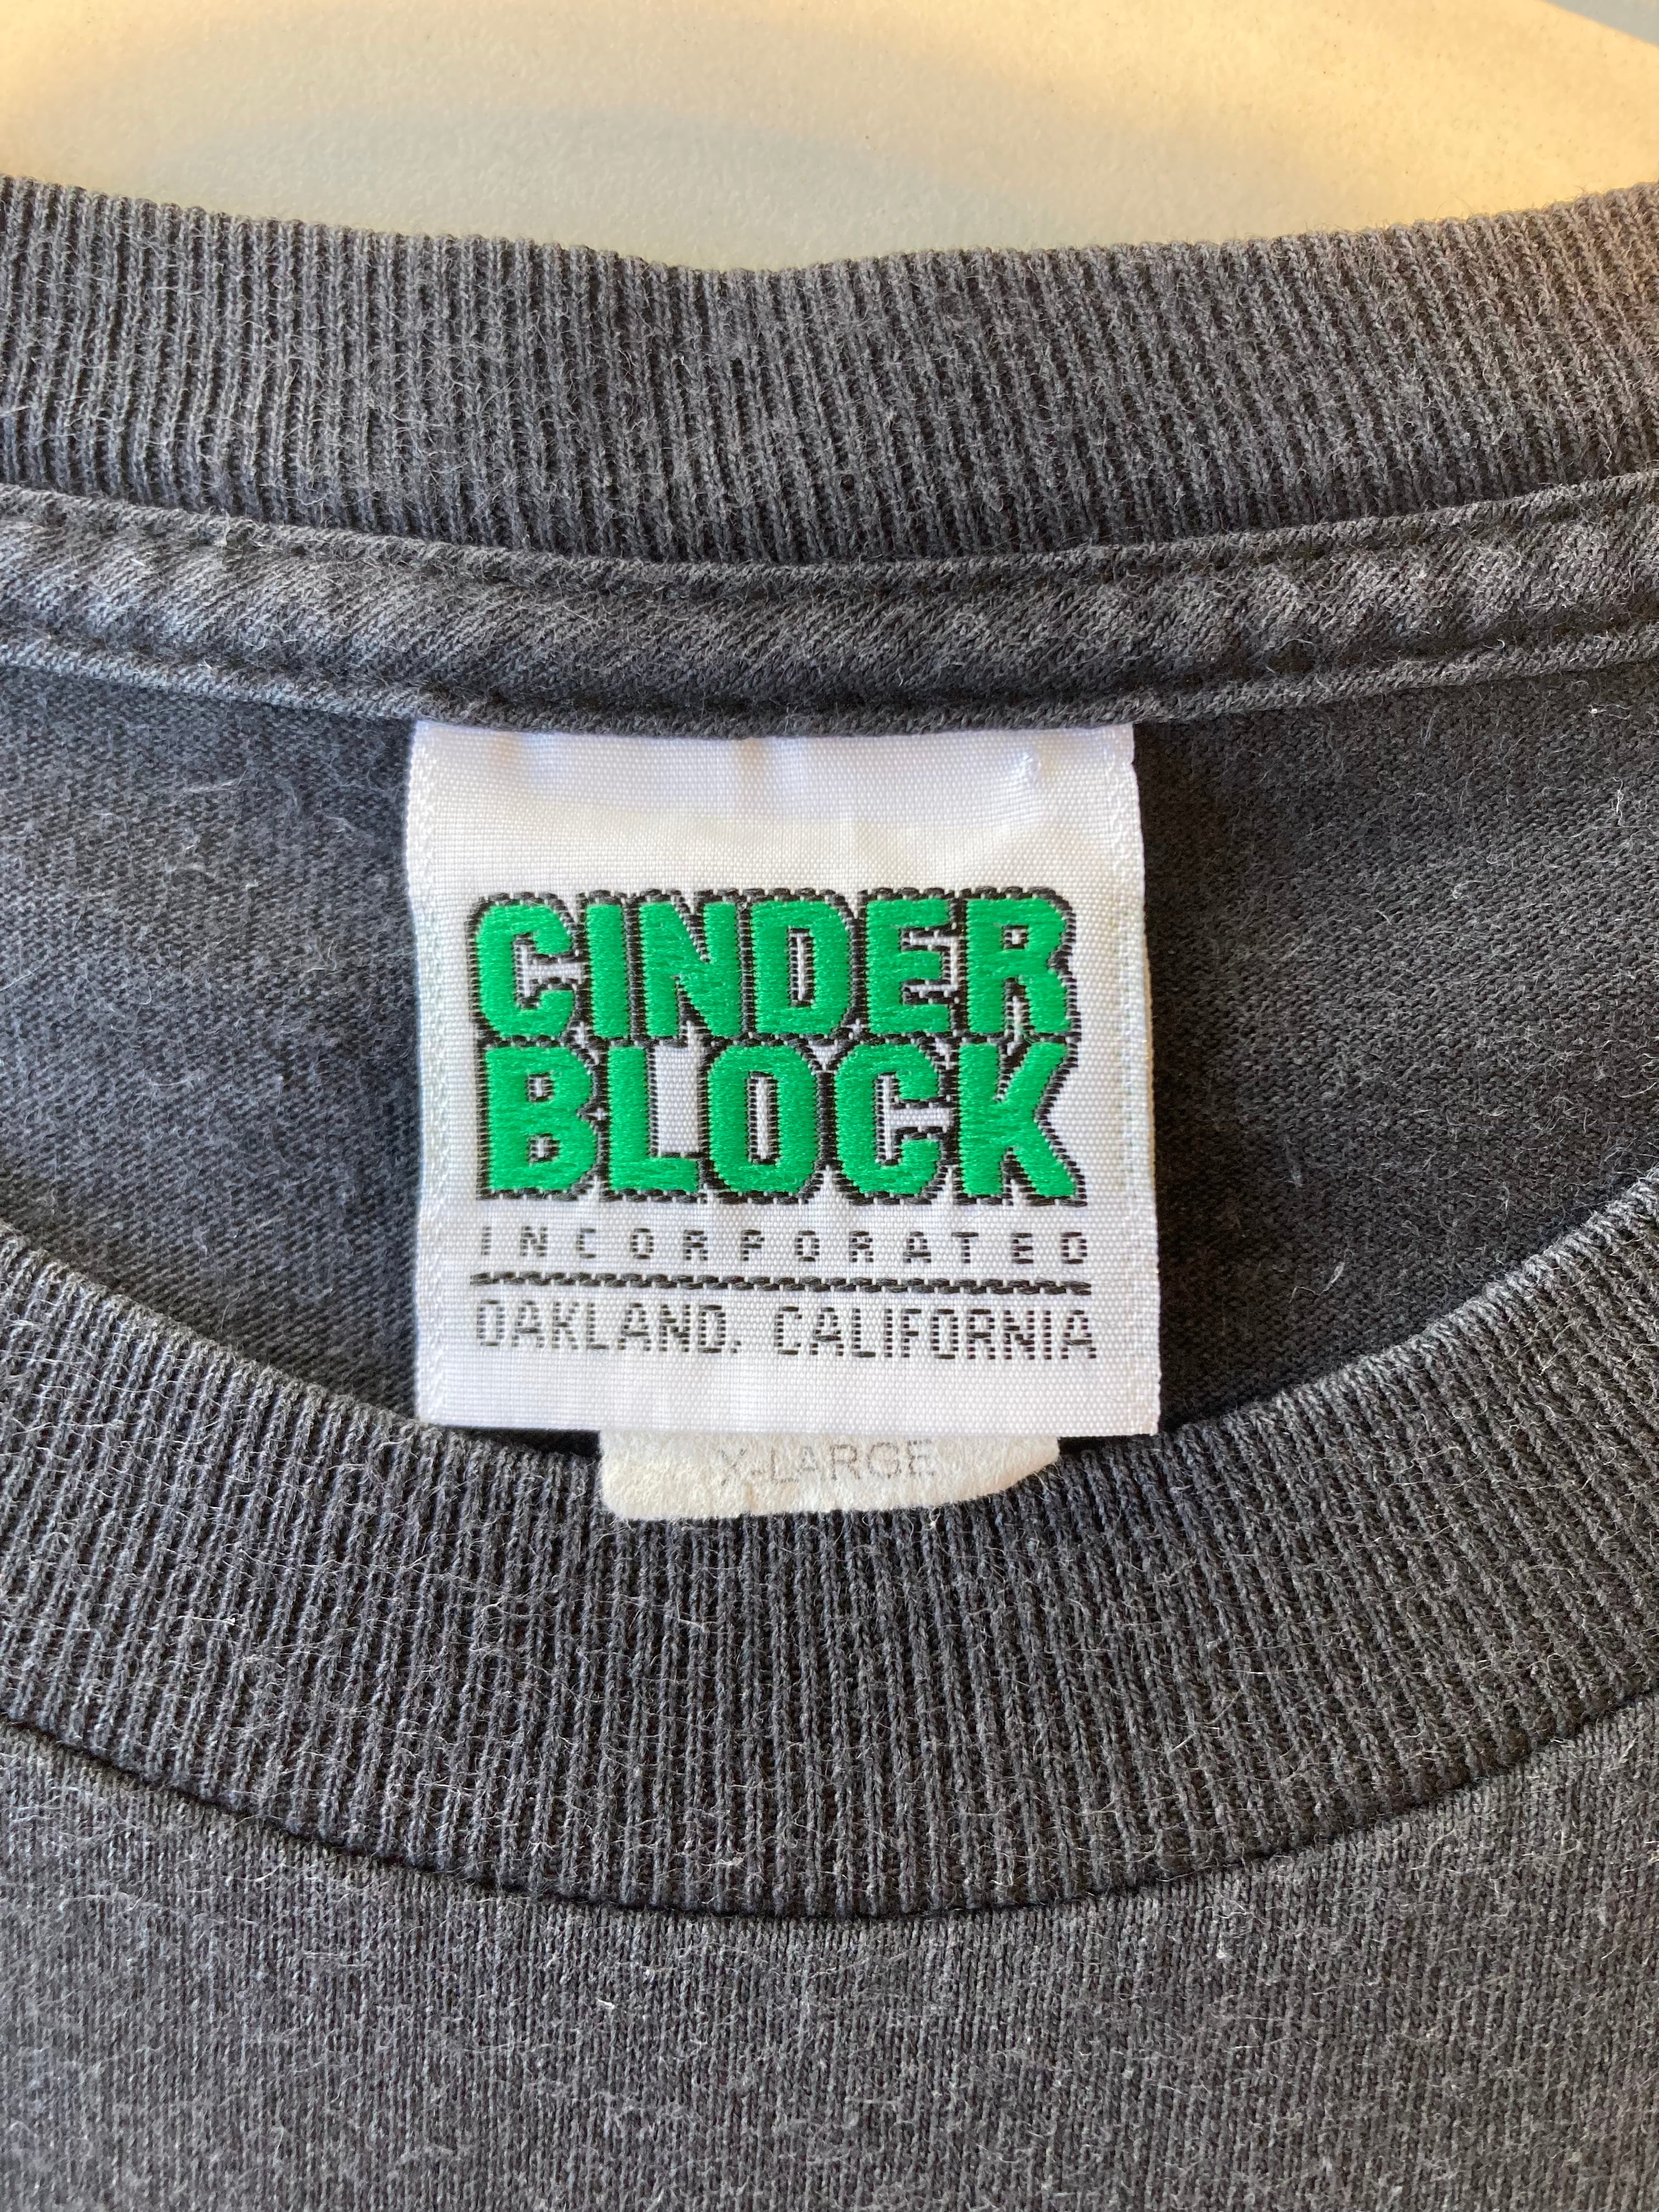 CINDER
BLOCK
INCORPORATED
OAKLAND, CALIFORNIA
X-LARGE